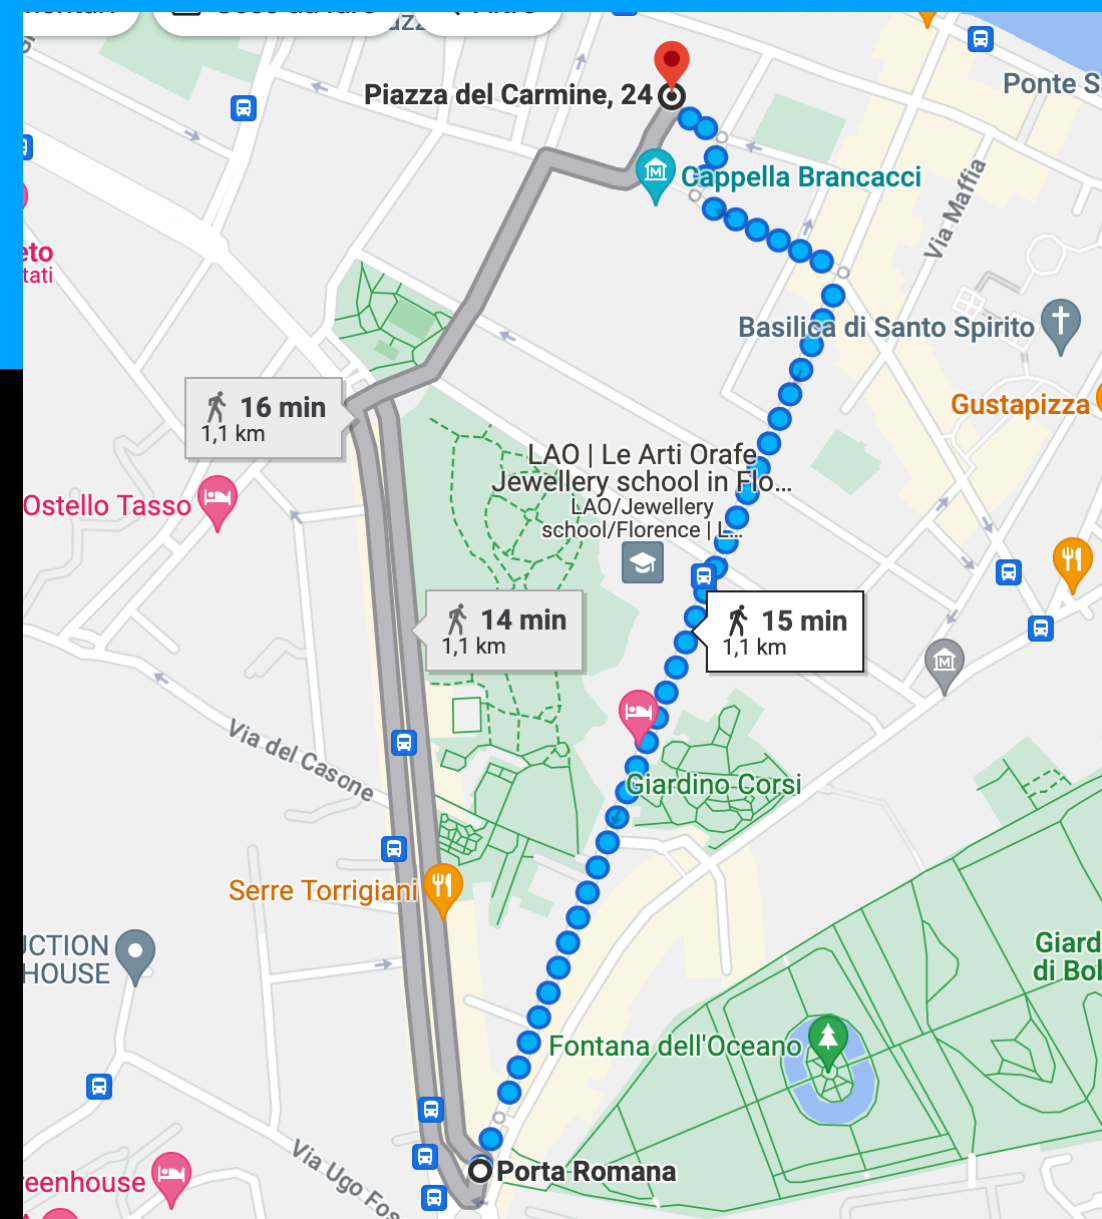 Piazza del Carmine, 24
Ponte S
Cappella Brancacci
Via Maffia
eto
tati
Basilica di Santo Spirito
16 min
1,1 km
Gustapizza
LAO | Le Arti Orafe
Jewellery school in Flo...
LAO/Jewellery
school/Florence | L...
Ostello Tasso
14 min
1,1 km
15 min
1,1 km
Via del Casone
Giardino Corsi
Serre Torrigiani
UCTION
HOUSE
Giard
di Bob
Fontana dell'Oceano
Via Ugo Fos
Porta Romana
eenhouse